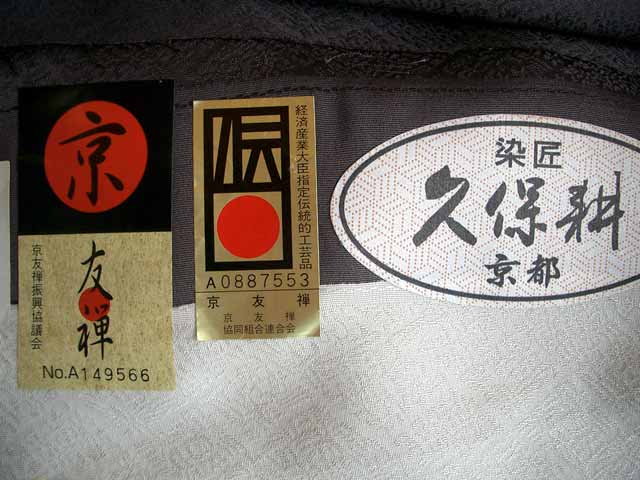 京
友禅
京友禅振興協議会
No.A149566
伝
経済産業大臣指定伝統的工芸品
A0887553
京友禅
京友禅
協同組合連合会
染匠
久保耕
京都